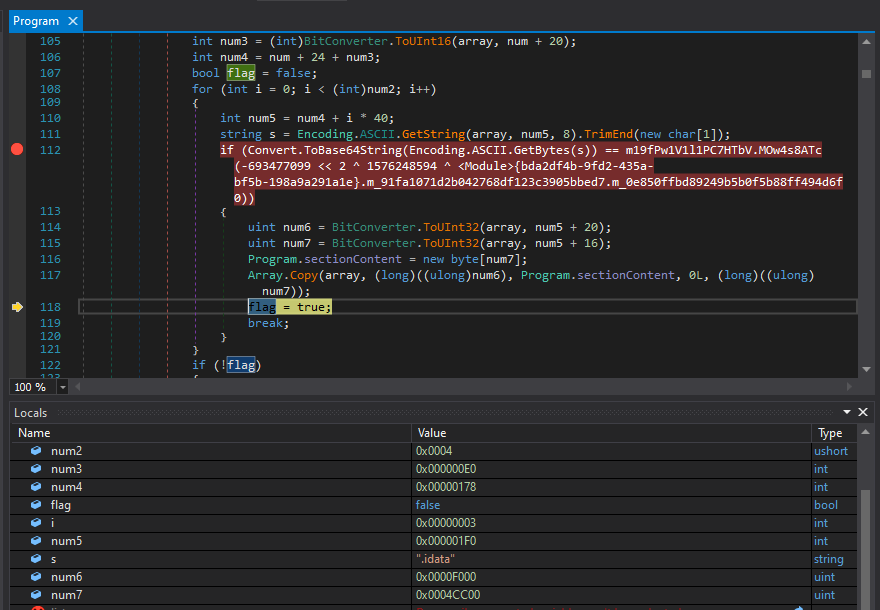 Program ×
105 int num3 = (int)BitConverter.ToUInt16(array, num + 20);
106 int num4 = num + 24 + num3;
107 bool flag = false;
108 for (int i = 0; i < (int)num2; i++)
109 {
110 int num5 = num4 + i * 40;
111 string s = Encoding.ASCII.GetString(array, num5, 8).TrimEnd(new char[1]);
112 if (Convert.ToBase64String(Encoding.ASCII.GetBytes(s)) == m19fPw1V1l1PC7HTbV.MOw4s8ATc
(-693477099 << 2 ^ 1576248594 ^ <Module>{bda2df4b-9fd2-435a-
bf5b-198a9a291a1e}.m_91fa1071d2b042768df123c3905bbed7.m_0e850ffbd89249b5b0f5b88ff494d6f
0))
113 {
114 uint num6 = BitConverter.ToUInt32(array, num5 + 20);
115 uint num7 = BitConverter.ToUInt32(array, num5 + 16);
116 Program.sectionContent = new byte[num7];
117 Array.Copy(array, (long)((ulong)num6), Program.sectionContent, 0L, (long)((ulong)
num7));
118 flag = true;
119 break;
120 }
121 }
122 if (!flag)
100 %
Locals
Name Value Type
num2 0x0004 ushort
num3 0x000000E0 int
num4 0x00000178 int
flag false bool
i 0x00000003 int
num5 0x000001F0 int
s ".idata" string
num6 0x0000F000 uint
num7 0x0004CC00 uint